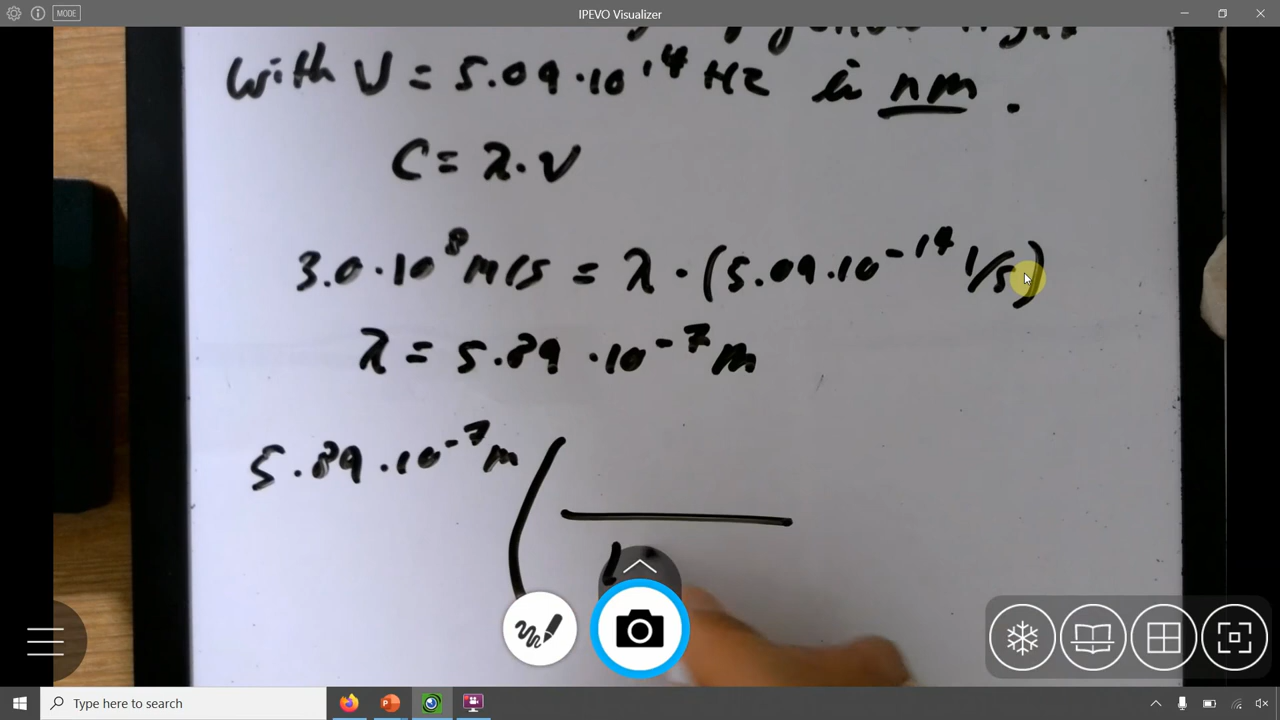 IPEVO Visualizer
MODE
with ν = 5.09·10¹⁴ Hz in nm.
C = λ·ν
3.0·10⁸ m/s = λ·(5.09·10⁻¹⁴ 1/s)
λ = 5.89·10⁻⁷ m
5.89·10⁻⁷ m (
Type here to search